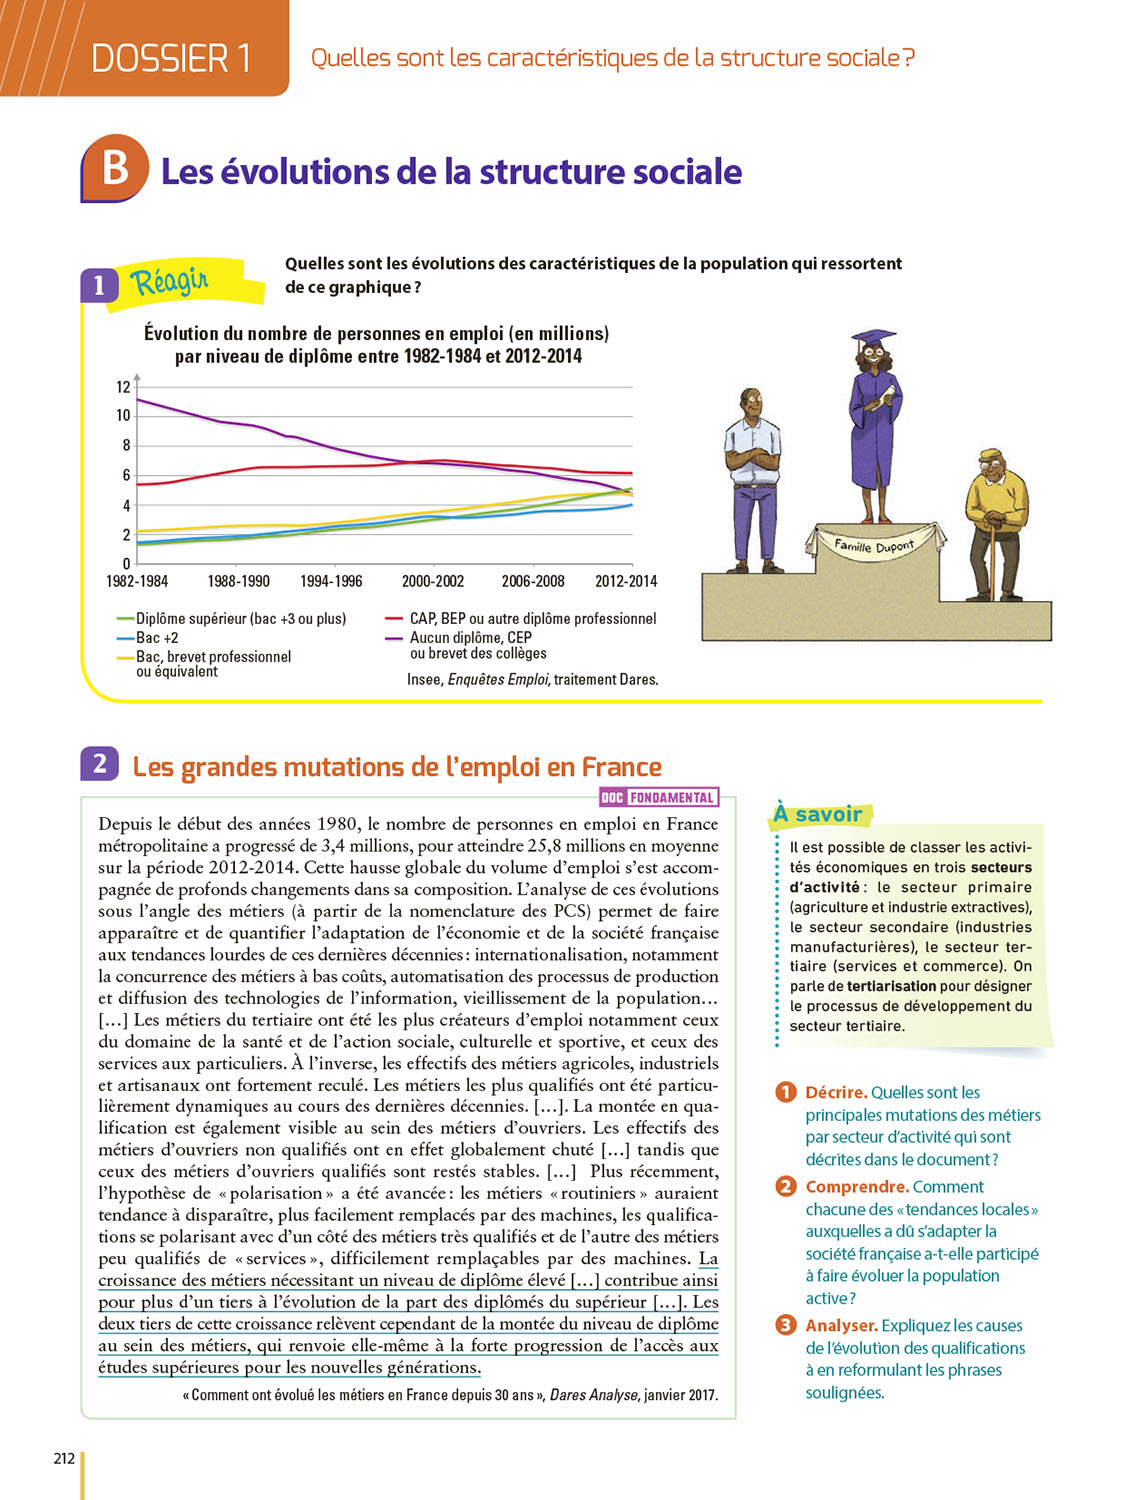 DOSSIER 1
Quelles sont les caractéristiques de la structure sociale ?
B
Les évolutions de la structure sociale
1
Réagir
Quelles sont les évolutions des caractéristiques de la population qui ressortent
de ce graphique ?
Évolution du nombre de personnes en emploi (en millions)
par niveau de diplôme entre 1982-1984 et 2012-2014
12
10
8
6
4
2
0
1982-1984 1988-1990 1994-1996 2000-2002 2006-2008 2012-2014
Diplôme supérieur (bac +3 ou plus)
Bac +2
Bac, brevet professionnel
ou équivalent
CAP, BEP ou autre diplôme professionnel
Aucun diplôme, CEP
ou brevet des collèges
Insee, Enquêtes Emploi, traitement Dares.
Famille Dupont
2
Les grandes mutations de l'emploi en France
DOC FONDAMENTAL
Depuis le début des années 1980, le nombre de personnes en emploi en France
métropolitaine a progressé de 3,4 millions, pour atteindre 25,8 millions en moyenne
sur la période 2012-2014. Cette hausse globale du volume d'emploi s'est accom-
pagnée de profonds changements dans sa composition. L'analyse de ces évolutions
sous l'angle des métiers (à partir de la nomenclature des PCS) permet de faire
apparaître et de quantifier l'adaptation de l'économie et de la société française
aux tendances lourdes de ces dernières décennies : internationalisation, notamment
la concurrence des métiers à bas coûts, automatisation des processus de production
et diffusion des technologies de l'information, vieillissement de la population…
[…] Les métiers du tertiaire ont été les plus créateurs d'emploi notamment ceux
du domaine de la santé et de l'action sociale, culturelle et sportive, et ceux des
services aux particuliers. À l'inverse, les effectifs des métiers agricoles, industriels
et artisanaux ont fortement reculé. Les métiers les plus qualifiés ont été particu-
lièrement dynamiques au cours des dernières décennies. […]. La montée en qua-
lification est également visible au sein des métiers d'ouvriers. Les effectifs des
métiers d'ouvriers non qualifiés ont en effet globalement chuté […] tandis que
ceux des métiers d'ouvriers qualifiés sont restés stables. […] Plus récemment,
l'hypothèse de « polarisation » a été avancée : les métiers « routiniers » auraient
tendance à disparaître, plus facilement remplacés par des machines, les qualifica-
tions se polarisant avec d'un côté des métiers très qualifiés et de l'autre des métiers
peu qualifiés de « services », difficilement remplaçables par des machines. La
croissance des métiers nécessitant un niveau de diplôme élevé […] contribue ainsi
pour plus d'un tiers à l'évolution de la part des diplômés du supérieur […]. Les
deux tiers de cette croissance relèvent cependant de la montée du niveau de diplôme
au sein des métiers, qui renvoie elle-même à la forte progression de l'accès aux
études supérieures pour les nouvelles générations.
« Comment ont évolué les métiers en France depuis 30 ans », Dares Analyse, janvier 2017.
À savoir
Il est possible de classer les activi-
tés économiques en trois secteurs
d'activité : le secteur primaire
(agriculture et industrie extractives),
le secteur secondaire (industries
manufacturières), le secteur ter-
tiaire (services et commerce). On
parle de tertiarisation pour désigner
le processus de développement du
secteur tertiaire.
1 Décrire. Quelles sont les
principales mutations des métiers
par secteur d'activité qui sont
décrites dans le document ?
2 Comprendre. Comment
chacune des « tendances locales »
auxquelles a dû s'adapter la
société française a-t-elle participé
à faire évoluer la population
active ?
3 Analyser. Expliquez les causes
de l'évolution des qualifications
à en reformulant les phrases
soulignées.
212